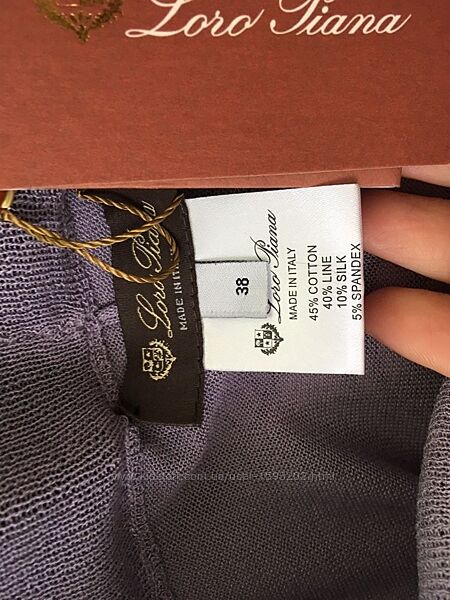 Loro Piana
Loro Piana
MADE IN ITA
38
Loro Piana
MADE IN ITALY
45% COTTON
40% LINE
10% SILK
5% SPANDEX